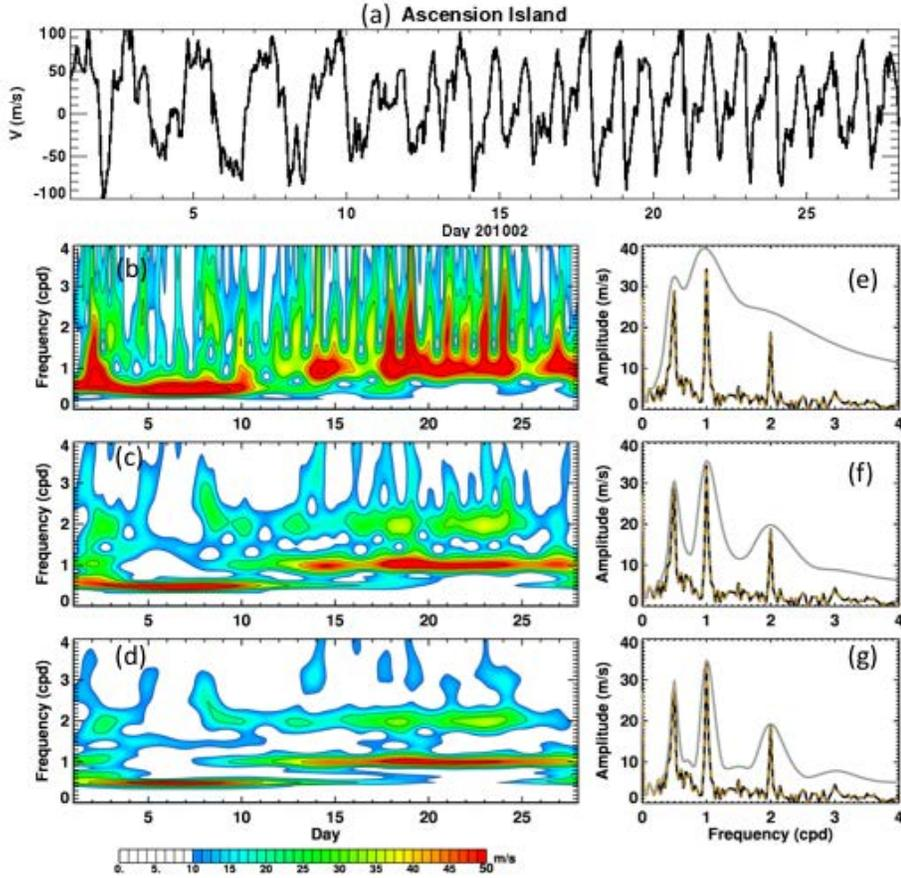 (a) Ascension Island
100
50
0
-50
-100
V (m/s)
5 10 15 20 25
Day 201002
(b)
4
3
2
1
0
Frequency (cpd)
5 10 15 20 25
(e)
40
30
20
10
0
Amplitude (m/s)
0 1 2 3 4
(c)
4
3
2
1
0
Frequency (cpd)
5 10 15 20 25
(f)
40
30
20
10
0
Amplitude (m/s)
0 1 2 3 4
(d)
4
3
2
1
0
Frequency (cpd)
5 10 15 20 25
Day
(g)
40
30
20
10
0
Amplitude (m/s)
0 1 2 3 4
Frequency (cpd)
0. 5. 10 15 20 25 30 35 40 45 50
m/s